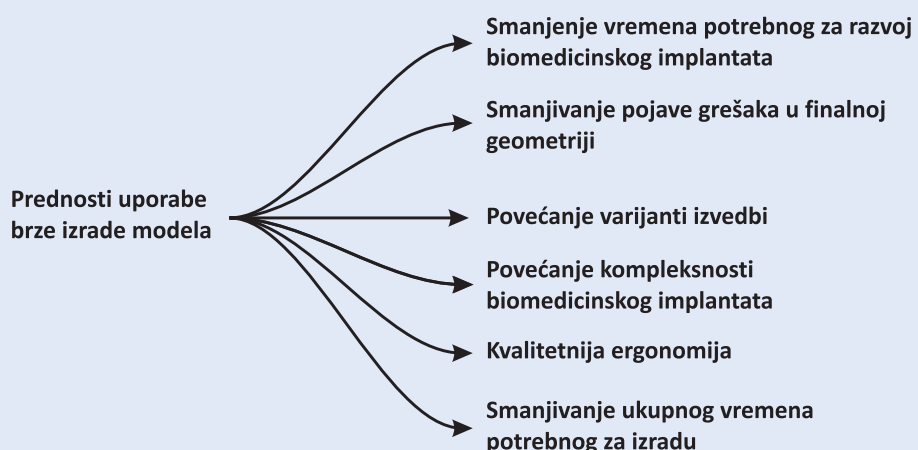 Prednosti uporabe
brze izrade modela
Smanjenje vremena potrebnog za razvoj
biomedicinskog implantata
Smanjivanje pojave grešaka u finalnoj
geometriji
Povećanje varijanti izvedbi
Povećanje kompleksnosti
biomedicinskog implantata
Kvalitetnija ergonomija
Smanjivanje ukupnog vremena
potrebnog za izradu